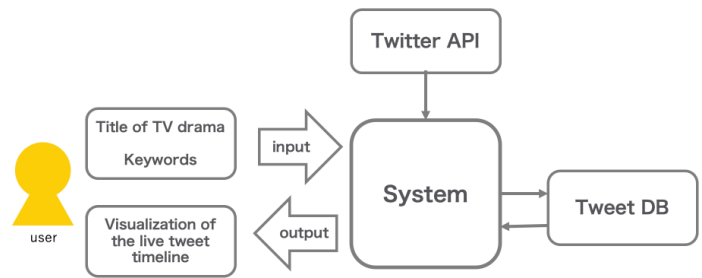 Twitter API
Title of TV drama
Keywords
input
System
Tweet DB
Visualization of
the live tweet
timeline
output
user